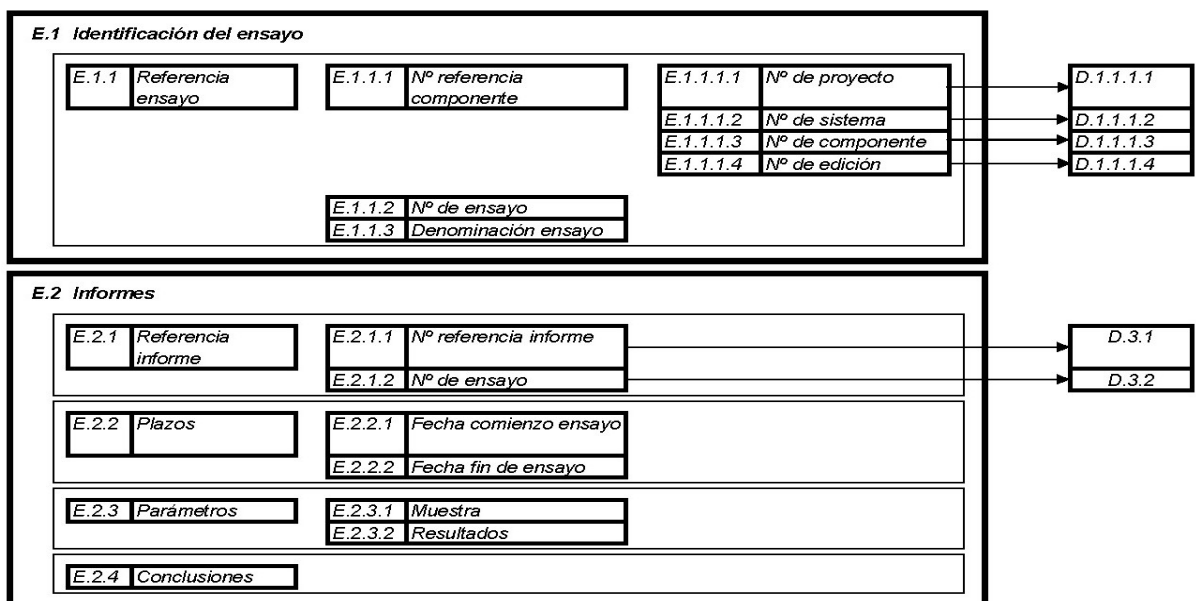 E.1 Identificación del ensayo
E.1.1 Referencia E.1.1.1 Nº referencia E.1.1.1.1 Nº de proyecto D.1.1.1.1
ensayo componente
E.1.1.1.2 Nº de sistema D.1.1.1.2
E.1.1.1.3 Nº de componente D.1.1.1.3
E.1.1.1.4 Nº de edición D.1.1.1.4
E.1.1.2 Nº de ensayo
E.1.1.3 Denominación ensayo
E.2 Informes
E.2.1 Referencia E.2.1.1 Nº referencia informe D.3.1
informe
E.2.1.2 Nº de ensayo D.3.2
E.2.2 Plazos E.2.2.1 Fecha comienzo ensayo
E.2.2.2 Fecha fin de ensayo
E.2.3 Parámetros E.2.3.1 Muestra
E.2.3.2 Resultados
E.2.4 Conclusiones